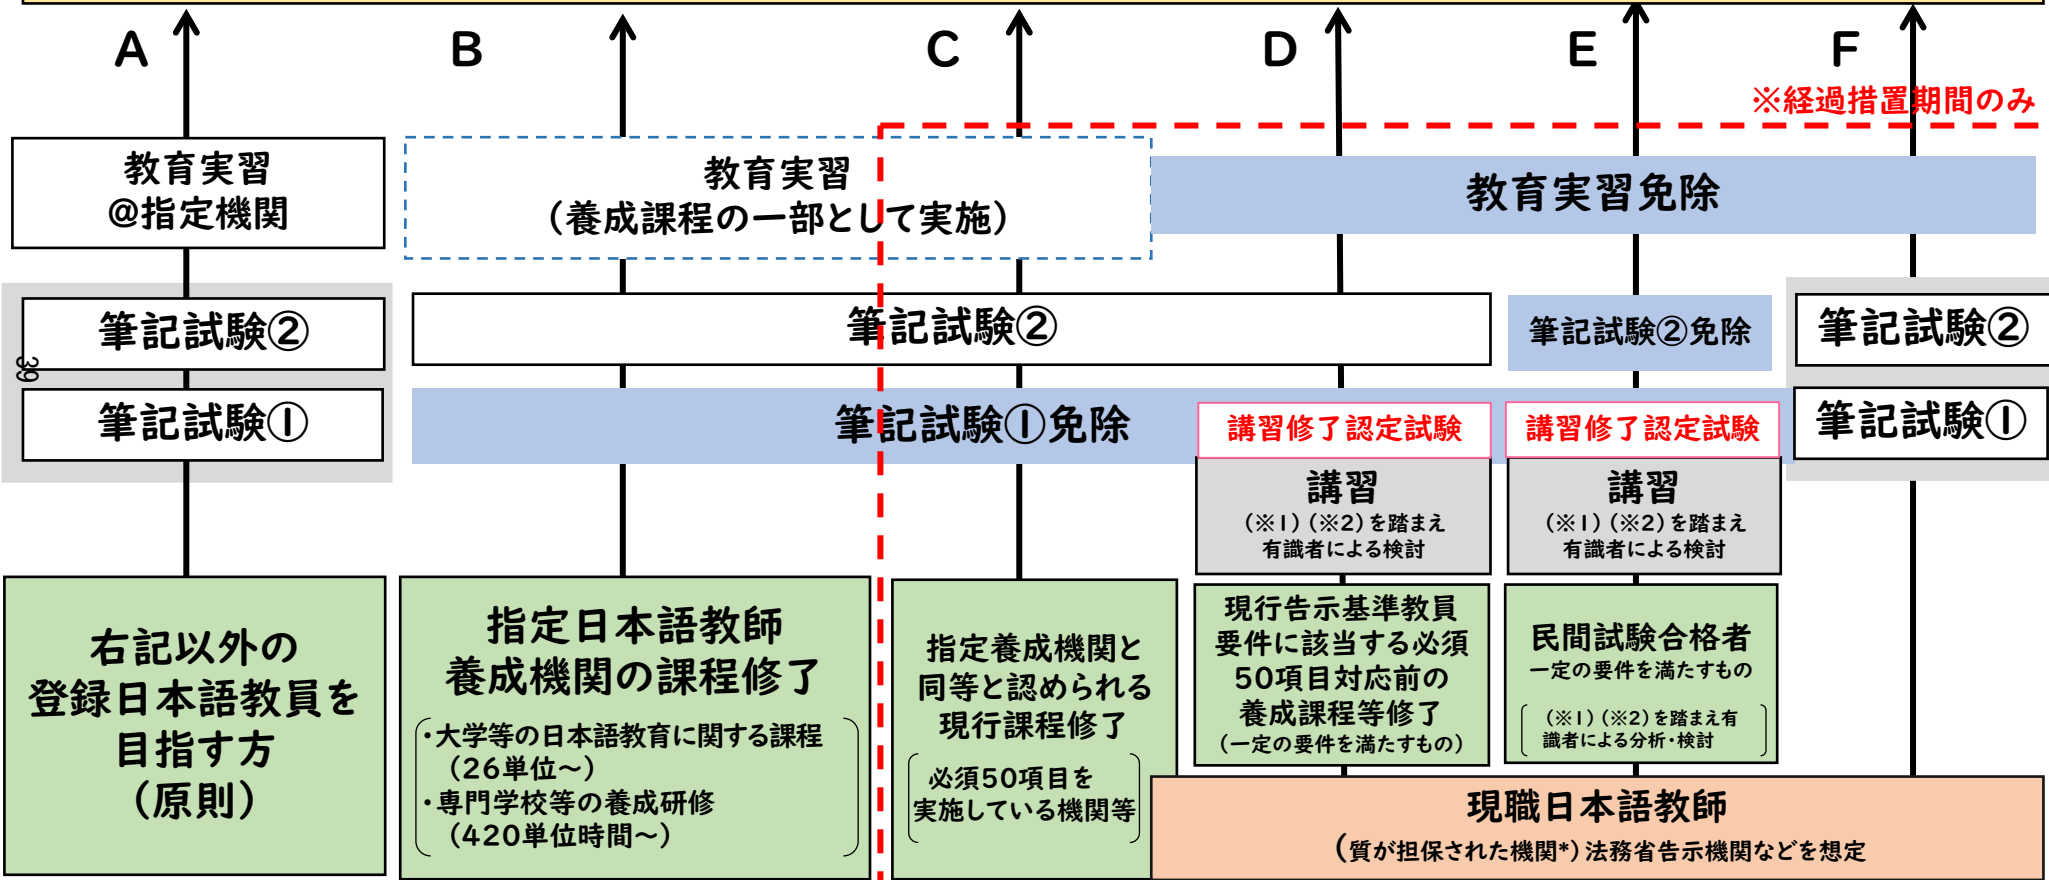 A
B
C
D
E
F
※経過措置期間のみ
教育実習
@指定機関
教育実習
(養成課程の一部として実施)
教育実習免除
筆記試験②
筆記試験②
筆記試験②免除
筆記試験②
39
筆記試験①
筆記試験①免除
講習修了認定試験
講習修了認定試験
筆記試験①
講習
(※1)(※2)を踏まえ
有識者による検討
講習
(※1)(※2)を踏まえ
有識者による検討
右記以外の
登録日本語教員を
目指す方
(原則)
指定日本語教師
養成機関の課程修了
・大学等の日本語教育に関する課程
(26単位~)
・専門学校等の養成研修
(420単位時間~)
指定養成機関と
同等と認められる
現行課程修了
必須50項目を
実施している機関等
現行告示基準教員
要件に該当する必須
50項目対応前の
養成課程等修了
(一定の要件を満たすもの)
民間試験合格者
一定の要件を満たすもの
(※1)(※2)を踏まえ有
識者による分析・検討
現職日本語教師
(質が担保された機関*)法務省告示機関などを想定